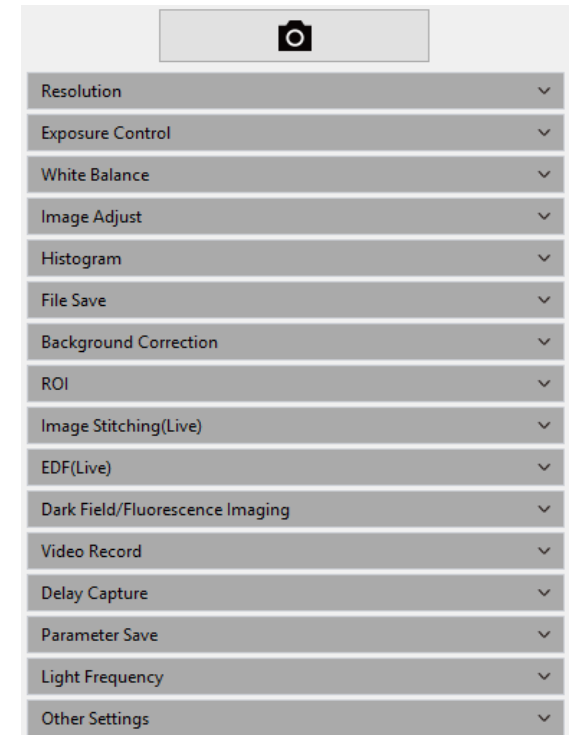 Resolution
Exposure Control
White Balance
Image Adjust
Histogram
File Save
Background Correction
ROI
Image Stitching(Live)
EDF(Live)
Dark Field/Fluorescence Imaging
Video Record
Delay Capture
Parameter Save
Light Frequency
Other Settings